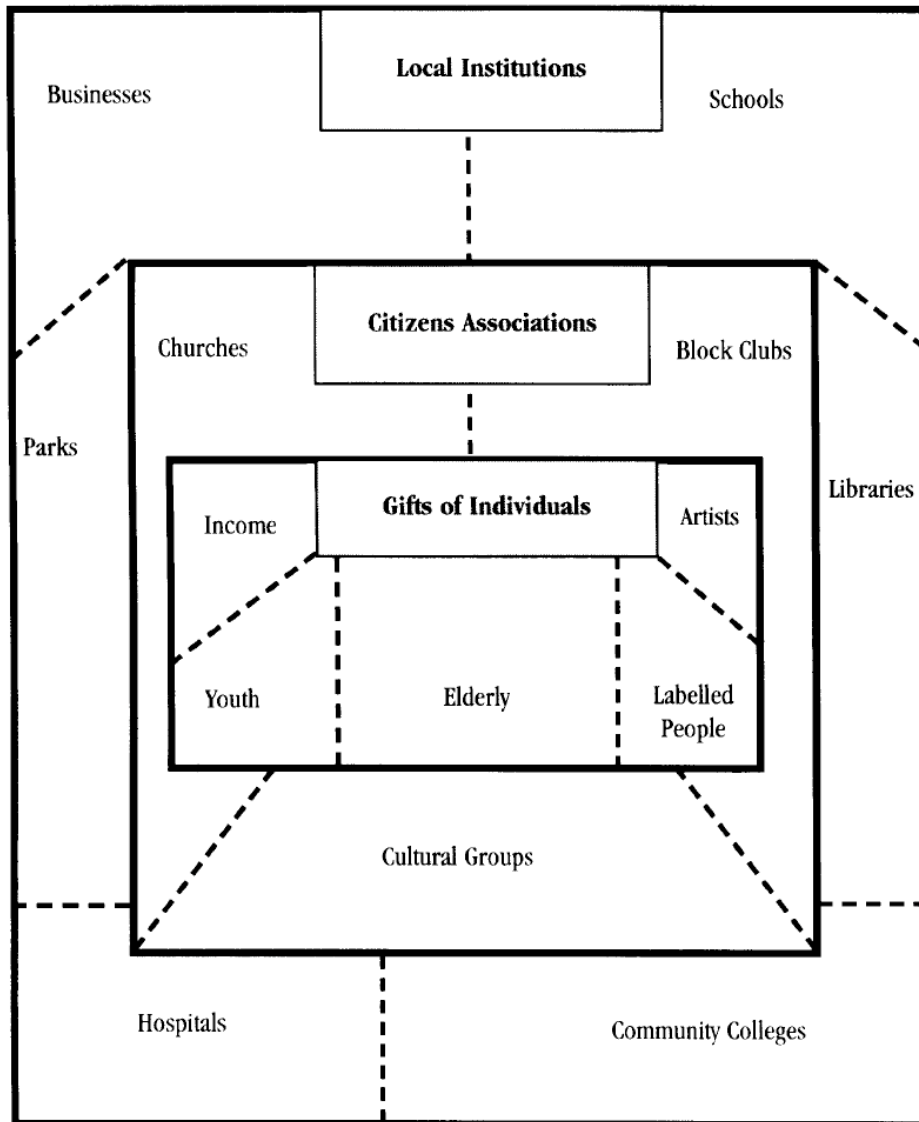 Local Institutions
Businesses
Schools
Citizens Associations
Churches
Block Clubs
Parks
Libraries
Gifts of Individuals
Income
Artists
Youth
Elderly
Labelled
People
Cultural Groups
Hospitals
Community Colleges